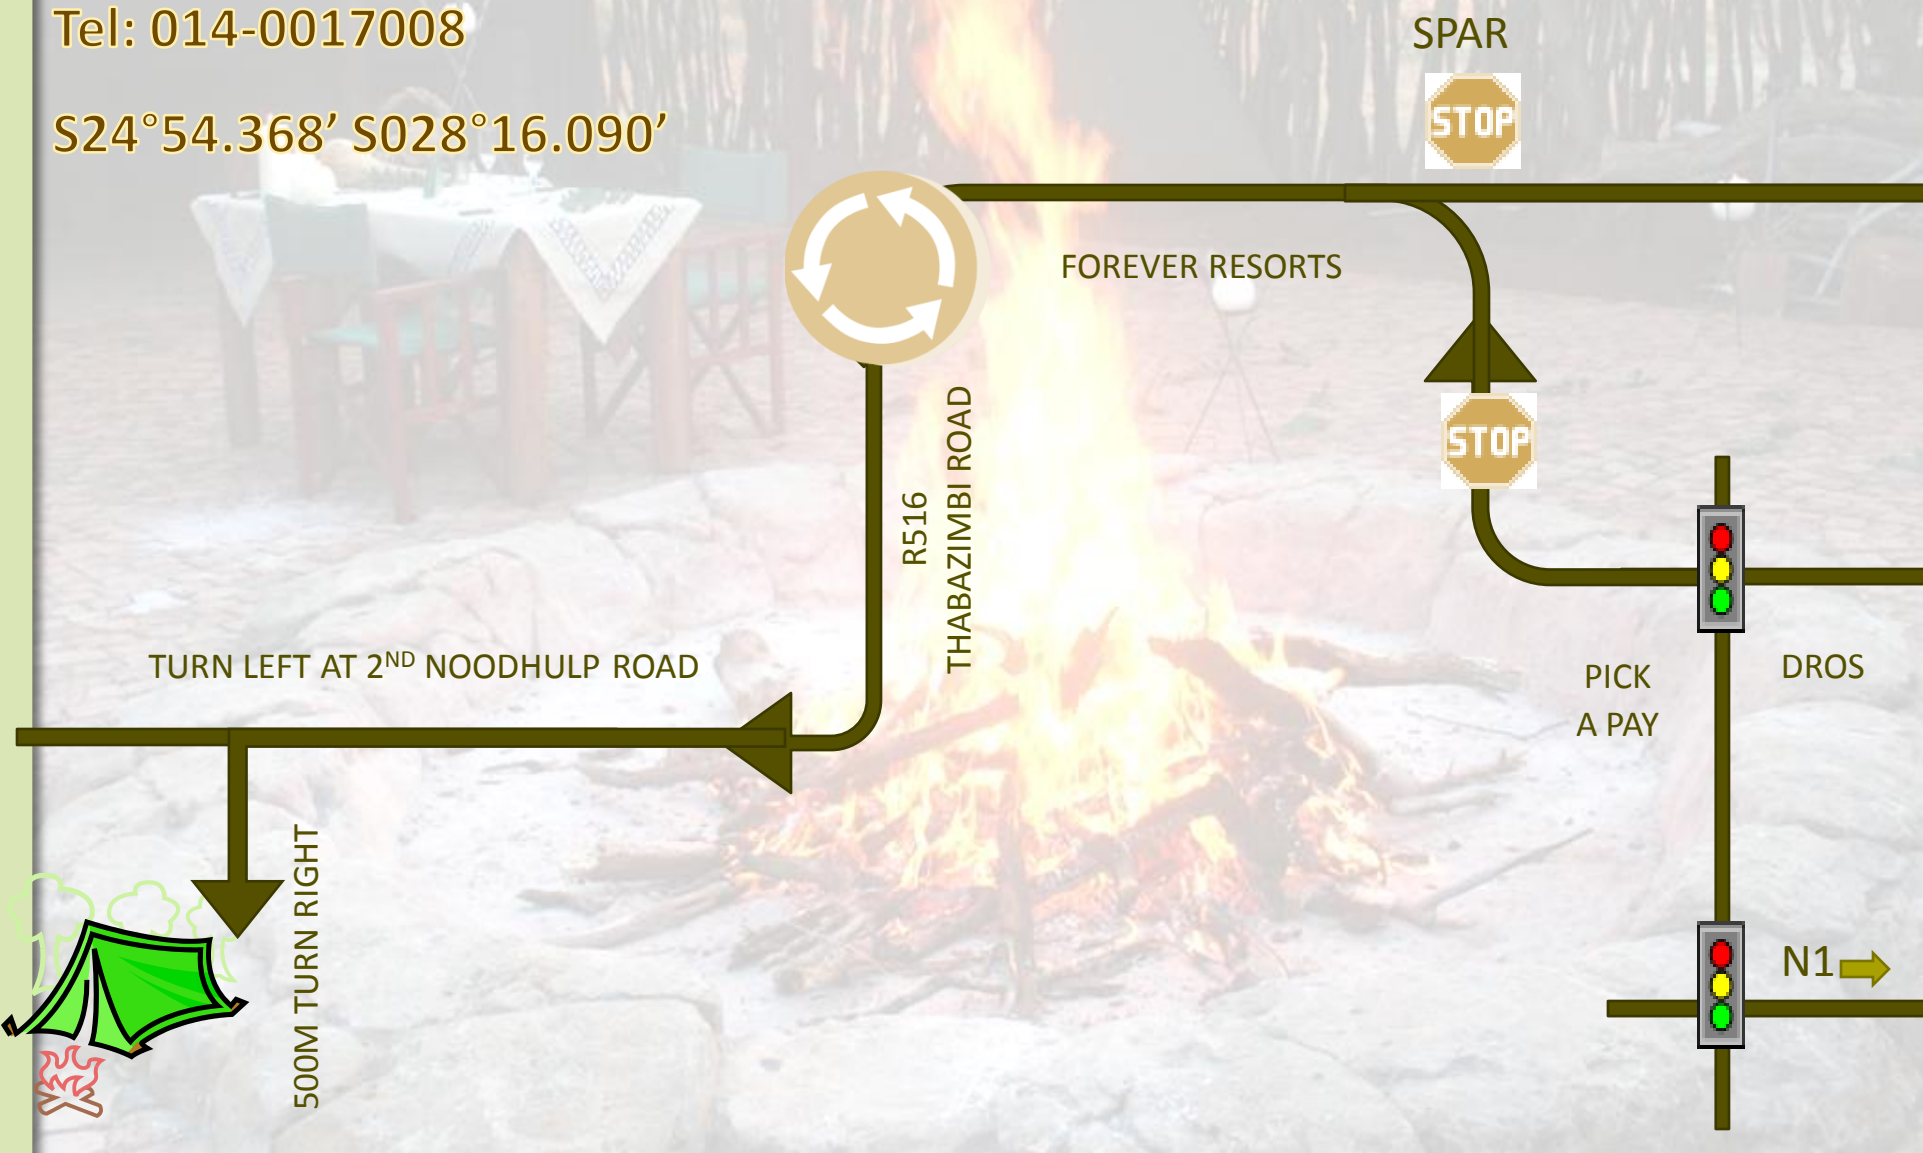 Tel: 014-0017008
S24°54.368’ S028°16.090’
SPAR
STOP
FOREVER RESORTS
STOP
R516
THABAZIMBI ROAD
TURN LEFT AT 2ND NOODHULP ROAD
PICK
A PAY
DROS
500M TURN RIGHT
N1